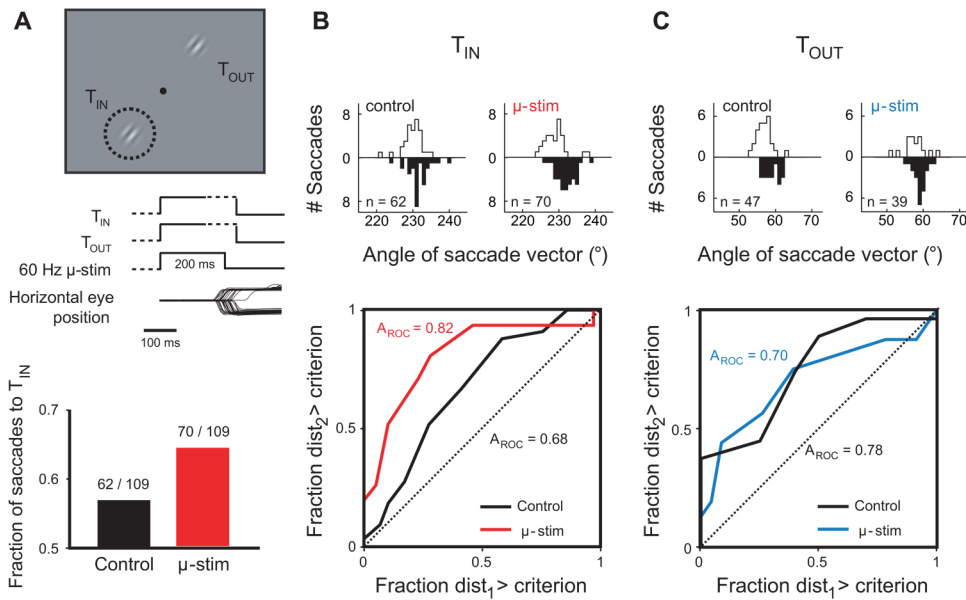 A
T_OUT
T_IN
T_IN
T_OUT
60 Hz µ-stim
200 ms
Horizontal eye
position
100 ms
Fraction of saccades to T_IN
0.7
0.6
0.5
62 / 109
70 / 109
Control
µ-stim
B
T_IN
# Saccades
control
8
0
8
n = 62
220
230
240
µ-stim
8
0
8
n = 70
220
230
240
Angle of saccade vector (°)
Fraction dist_2> criterion
1
0.5
0
A_ROC = 0.82
A_ROC = 0.68
Control
µ-stim
0.5
1
Fraction dist_1> criterion
C
T_OUT
# Saccades
control
6
0
6
n = 47
50
60
70
µ-stim
3
0
3
6
n = 39
50
60
70
Angle of saccade vector (°)
Fraction dist_2> criterion
1
0.5
0
A_ROC = 0.70
A_ROC = 0.78
Control
µ-stim
0
0.5
1
Fraction dist_1> criterion